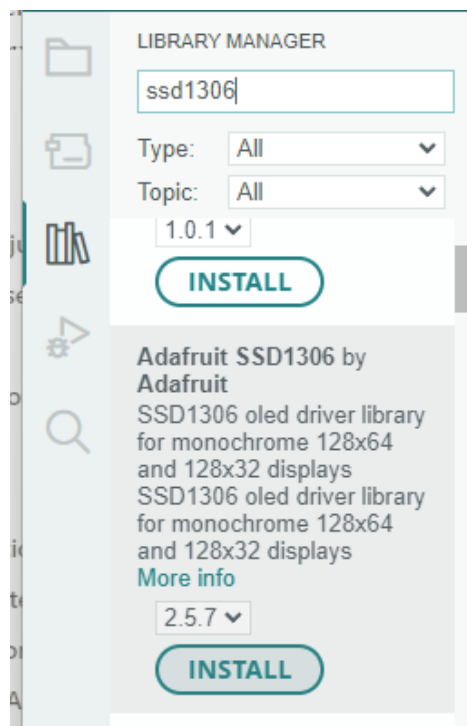 LIBRARY MANAGER
ssd1306
Type: All
Topic: All
1.0.1
INSTALL
Adafruit SSD1306 by
Adafruit
SSD1306 oled driver library
for monochrome 128x64
and 128x32 displays
SSD1306 oled driver library
for monochrome 128x64
and 128x32 displays
More info
2.5.7
INSTALL